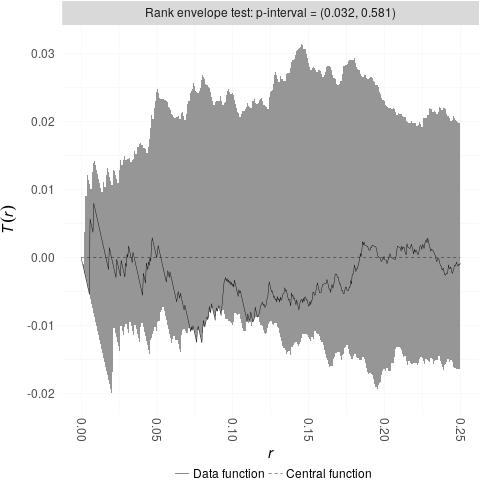 Rank envelope test: p-interval = (0.032, 0.581)
0.03
0.02
0.01
0.00
-0.01
-0.02
T(r)
0.00
0.05
0.10
0.15
0.20
0.25
r
Data function
Central function